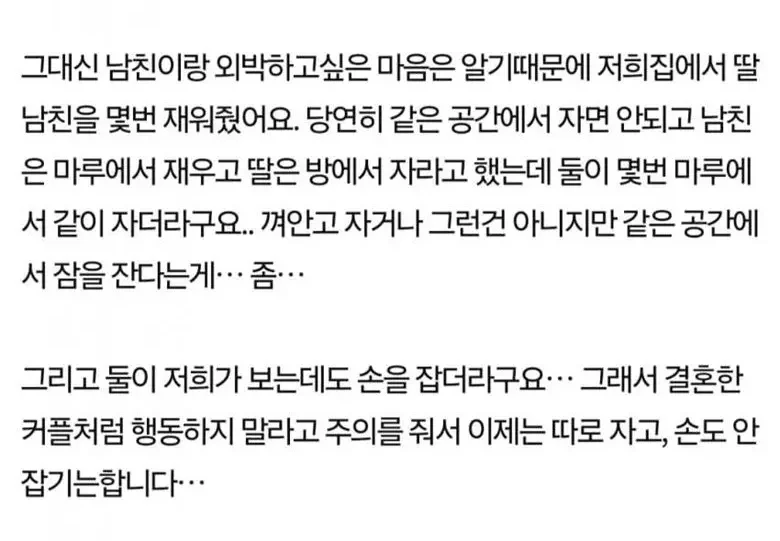 그대신 남친이랑 외박하고싶은 마음은 알기때문에 저희집에서 딸
남친을 몇번 재워줬어요. 당연히 같은 공간에서 자면 안되고 남친
은 마루에서 재우고 딸은 방에서 자라고 했는데 둘이 몇번 마루에
서 같이 자더라구요.. 껴안고 자거나 그런건 아니지만 같은 공간에
서 잠을 잔다는게… 좀…
그리고 둘이 저희가 보는데도 손을 잡더라구요… 그래서 결혼한
커플처럼 행동하지 말라고 주의를 줘서 이제는 따로 자고, 손도 안
잡기는합니다…